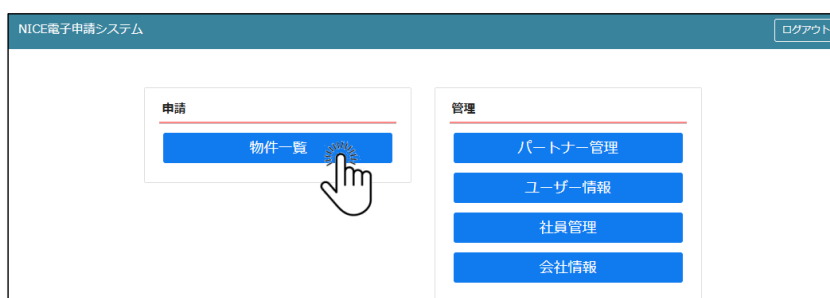 NICE電子申請システム
ログアウト
申請
物件一覧
管理
パートナー管理
ユーザー情報
社員管理
会社情報